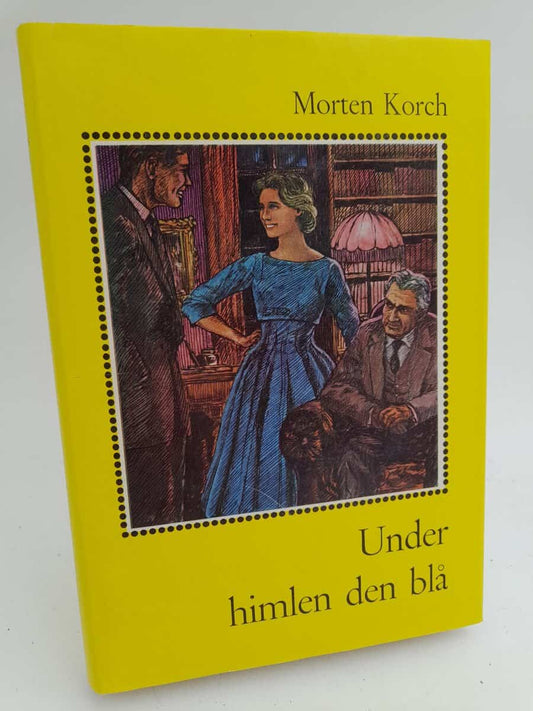 Morten Korch
Under
himlen den blå